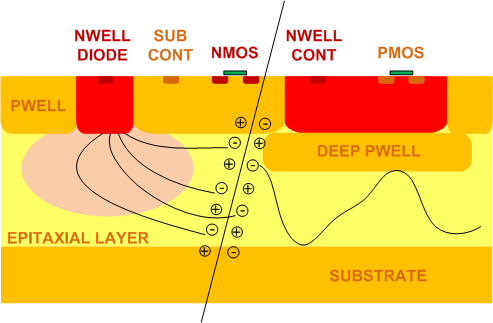 NWELL
DIODE
SUB
CONT
NMOS
NWELL
CONT
PMOS
PWELL
DEEP PWELL
EPITAXIAL LAYER
SUBSTRATE